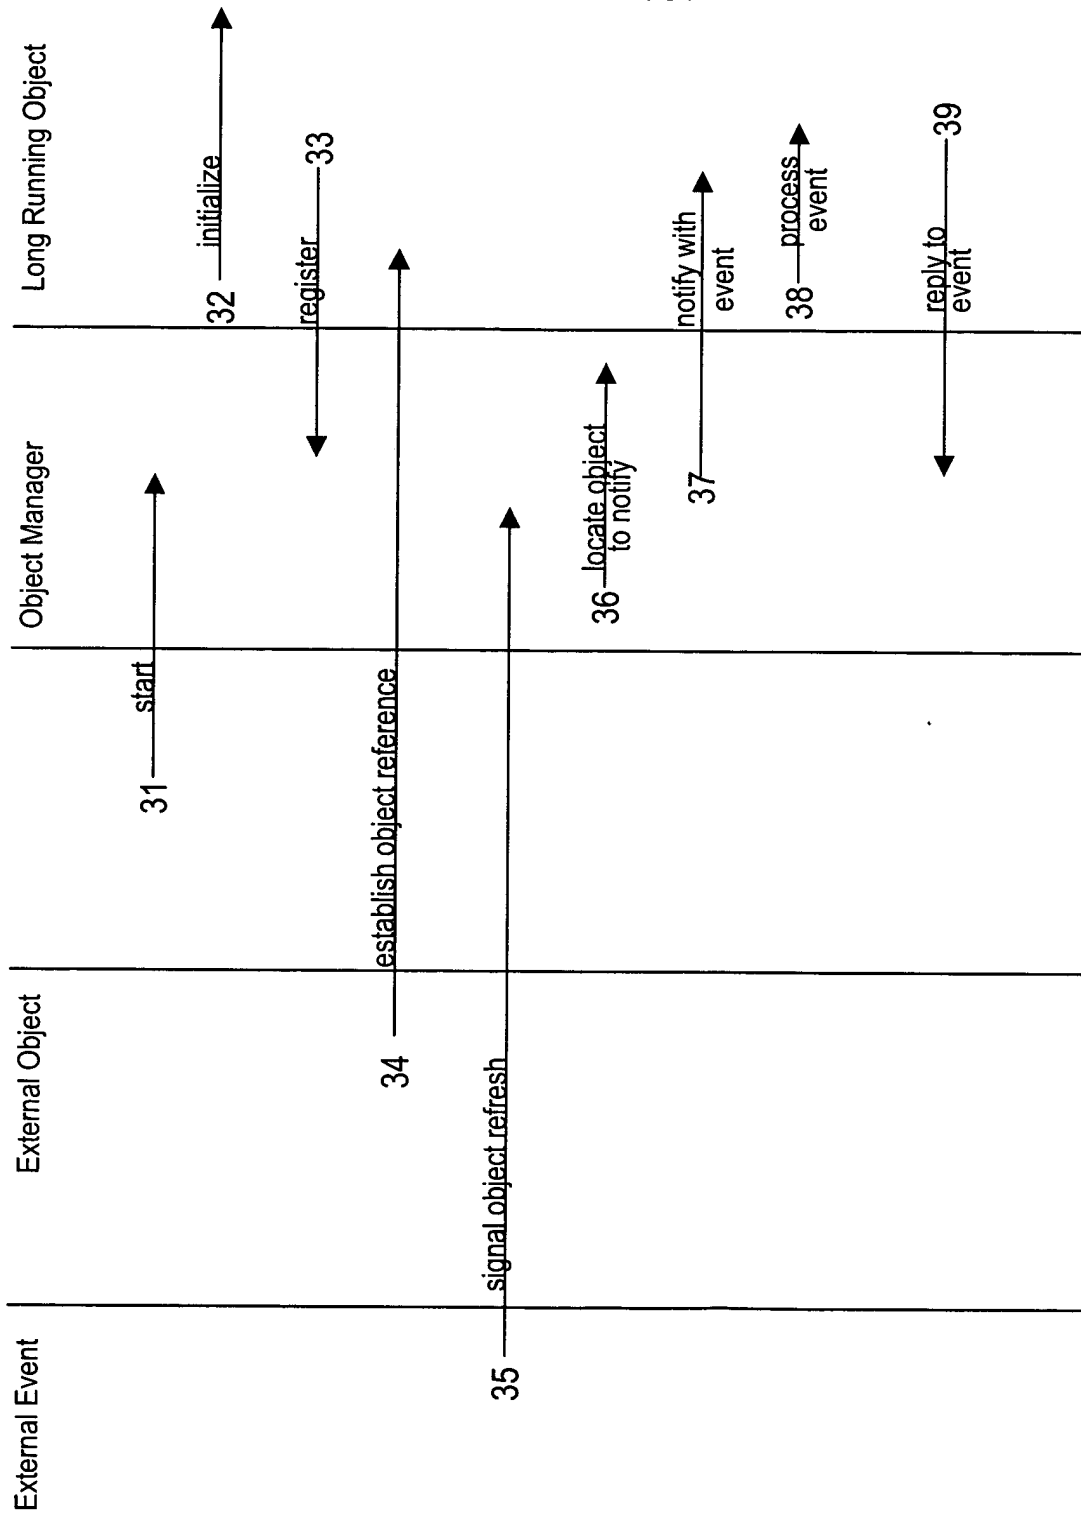 External Event
External Object
Object Manager
Long Running Object
31
start
32
initialize
33
register
34
establish object reference
35
signal object refresh
36
locate object
to notify
37
notify with
event
38
process
event
39
reply to
event